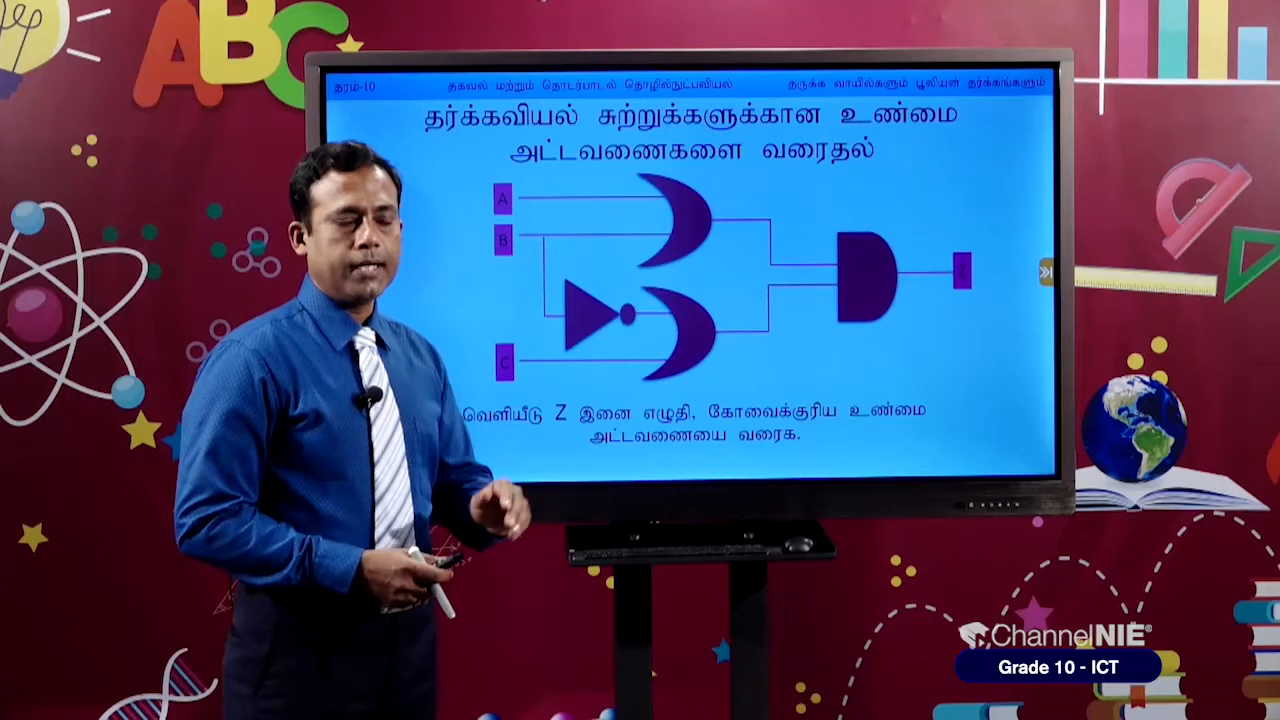 ABC
தரம்-10 தகவல் மற்றும் தொடர்பாடல் தொழில்நுட்பவியல் தருக்க வாயில்களும் பூலியன் தர்க்கங்களும்
தர்க்கவியல் சுற்றுக்களுக்கான உண்மை
அட்டவணைகளை வரைதல்
A
B
Z
C
வெளியீடு Z இனை எழுதி, கோவைக்குரிய உண்மை
அட்டவணையை வரைக.
ChannelNIE®
Grade 10 - ICT